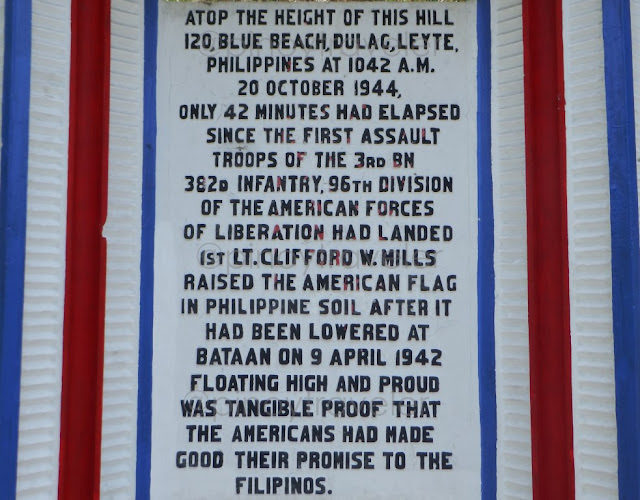 ATOP THE HEIGHT OF THIS HILL
120, BLUE BEACH, DULAG, LEYTE,
PHILIPPINES AT 1042 A.M.
20 OCTOBER 1944,
ONLY 42 MINUTES HAD ELAPSED
SINCE THE FIRST ASSAULT
TROOPS OF THE 3RD BN
382D INFANTRY, 96TH DIVISION
OF THE AMERICAN FORCES
OF LIBERATION HAD LANDED
1ST LT. CLIFFORD W. MILLS
RAISED THE AMERICAN FLAG
IN PHILIPPINE SOIL AFTER IT
HAD BEEN LOWERED AT
BATAAN ON 9 APRIL 1942
FLOATING HIGH AND PROUD
WAS TANGIBLE PROOF THAT
THE AMERICANS HAD MADE
GOOD THEIR PROMISE TO THE
FILIPINOS.